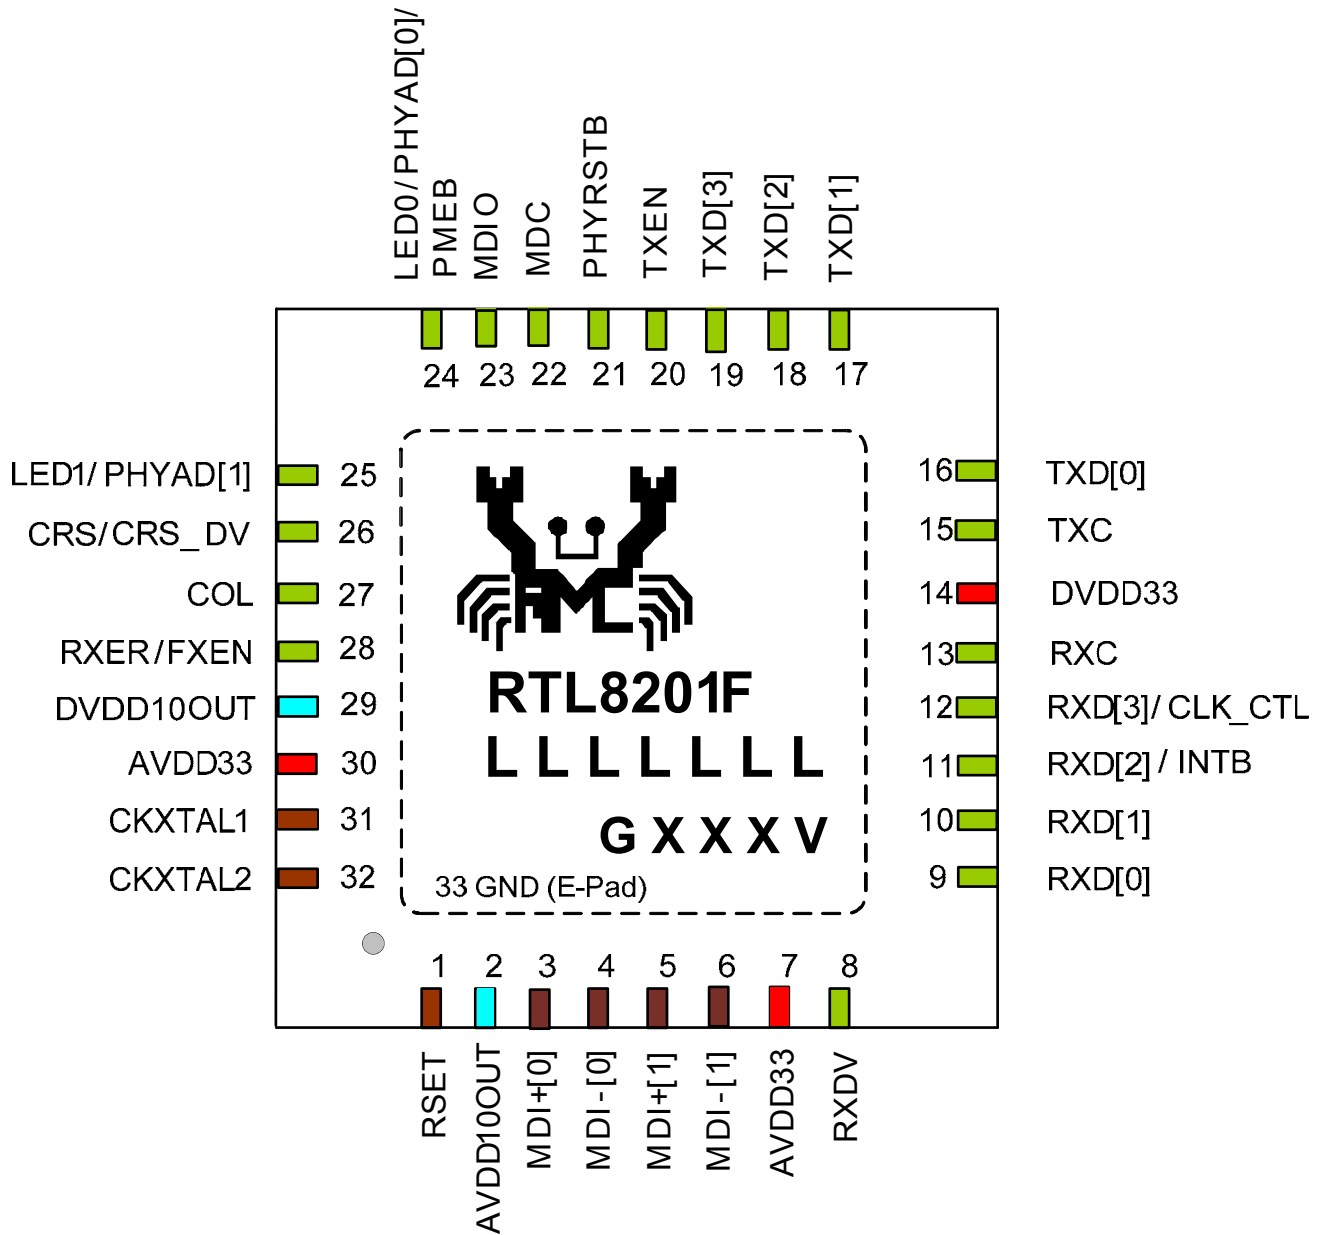 LED0/PHYAD[0]/
PMEB
MDIO
MDC
PHYRSTB
TXEN
TXD[3]
TXD[2]
TXD[1]
24 23 22 21 20 19 18 17
LED1/PHYAD[1] 25
CRS/CRS_DV 26
COL 27
RXER/FXEN 28
DVDD10OUT 29
AVDD33 30
CKXTAL1 31
CKXTAL2 32
RTL8201F
LLLLLLL
GXXXV
33 GND (E-Pad)
16 TXD[0]
15 TXC
14 DVDD33
13 RXC
12 RXD[3]/CLK_CTL
11 RXD[2]/INTB
10 RXD[1]
9 RXD[0]
1 2 3 4 5 6 7 8
RSET
AVDD10OUT
MDI+[0]
MDI-[0]
MDI+[1]
MDI-[1]
AVDD33
RXDV